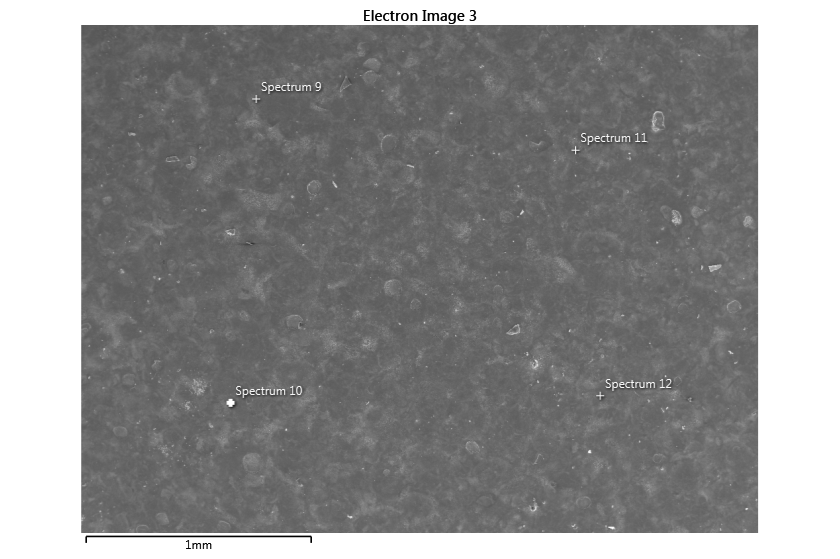 Electron Image 3
Spectrum 9
Spectrum 11
Spectrum 12
Spectrum 10
1mm